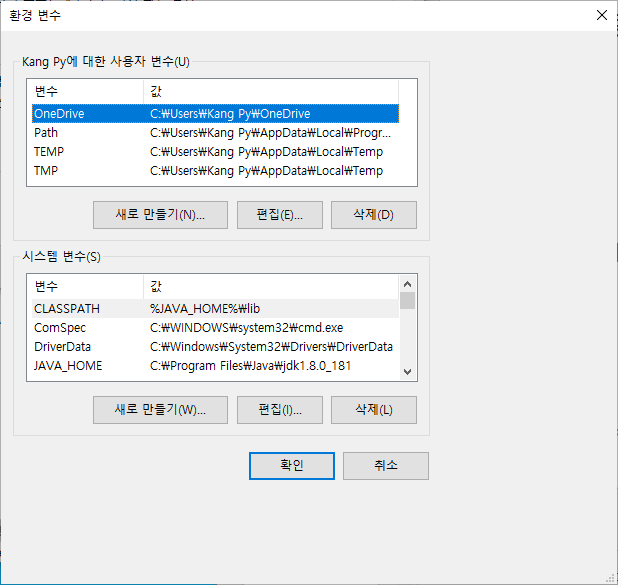 환경 변수
Kang Py에 대한 사용자 변수(U)
변수 값
OneDrive C:₩Users₩Kang Py₩OneDrive
Path C:₩Users₩Kang Py₩AppData₩Local₩Progr...
TEMP C:₩Users₩Kang Py₩AppData₩Local₩Temp
TMP C:₩Users₩Kang Py₩AppData₩Local₩Temp
새로 만들기(N)... 편집(E)... 삭제(D)
시스템 변수(S)
변수 값
CLASSPATH %JAVA_HOME%₩lib
ComSpec C:₩WINDOWS₩system32₩cmd.exe
DriverData C:₩Windows₩System32₩Drivers₩DriverData
JAVA_HOME C:₩Program Files₩Java₩jdk1.8.0_181
새로 만들기(W)... 편집(I)... 삭제(L)
확인 취소